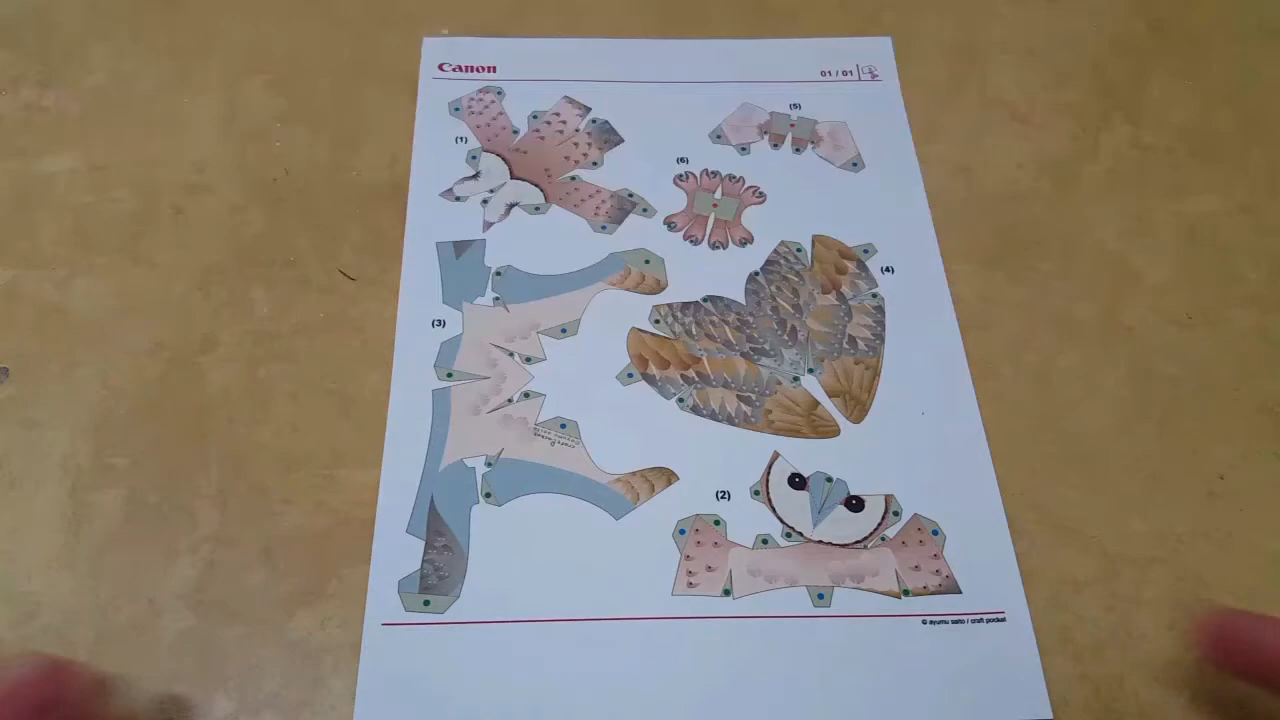 Canon
01 / 01
(1)
(5)
(6)
(4)
(3)
(2)
© ayumu saito / craft pocket